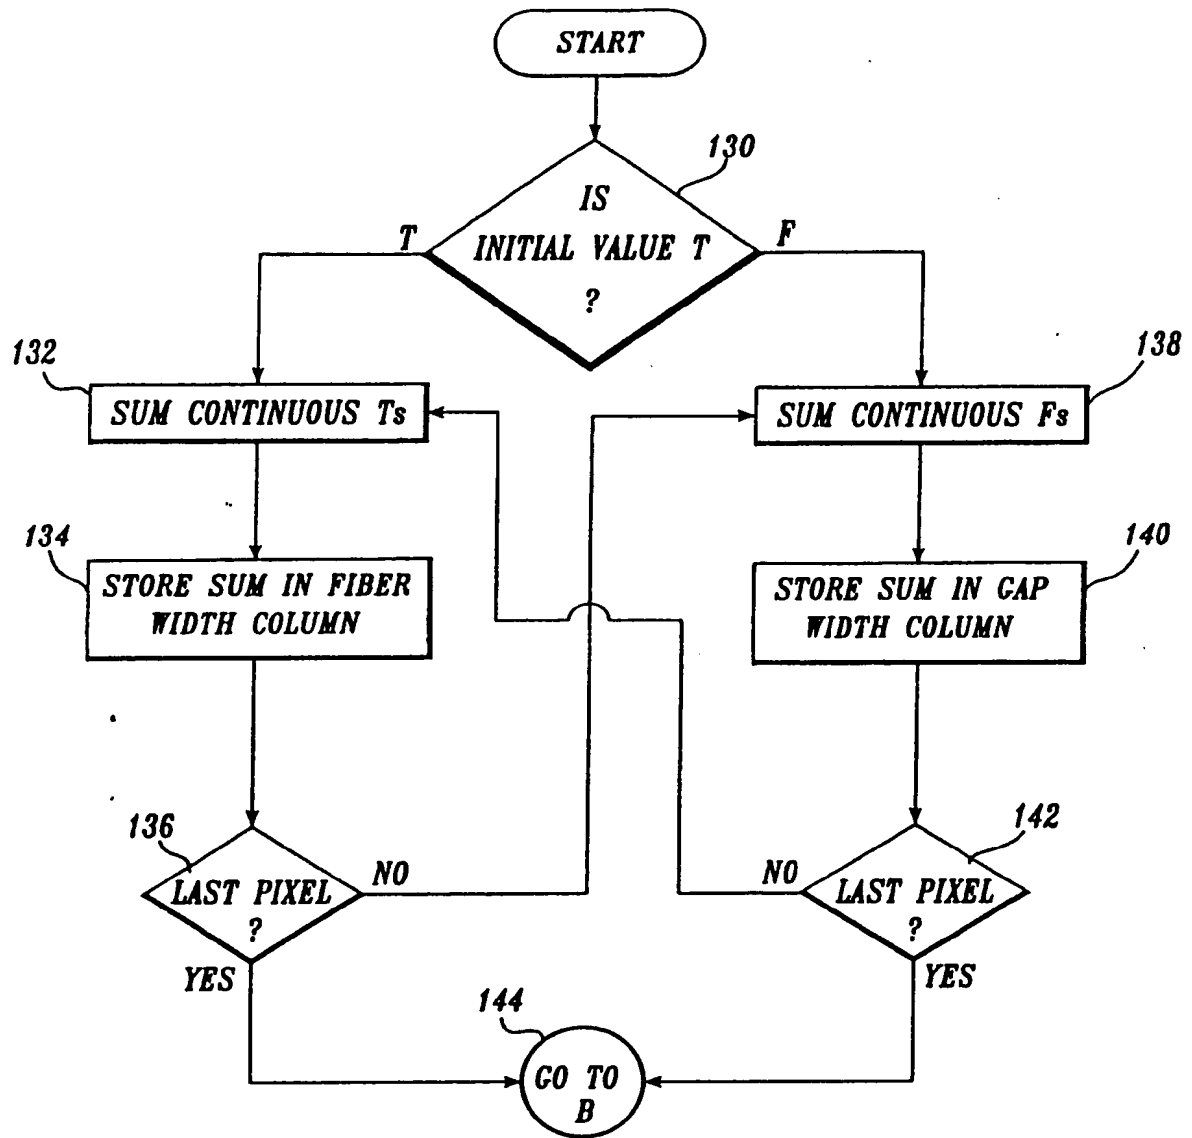 START
130
IS
INITIAL VALUE T
?
T
F
132
138
SUM CONTINUOUS Ts
SUM CONTINUOUS Fs
134
140
STORE SUM IN FIBER
WIDTH COLUMN
STORE SUM IN GAP
WIDTH COLUMN
136
142
LAST PIXEL
?
NO
NO
LAST PIXEL
?
YES
YES
144
GO TO
B